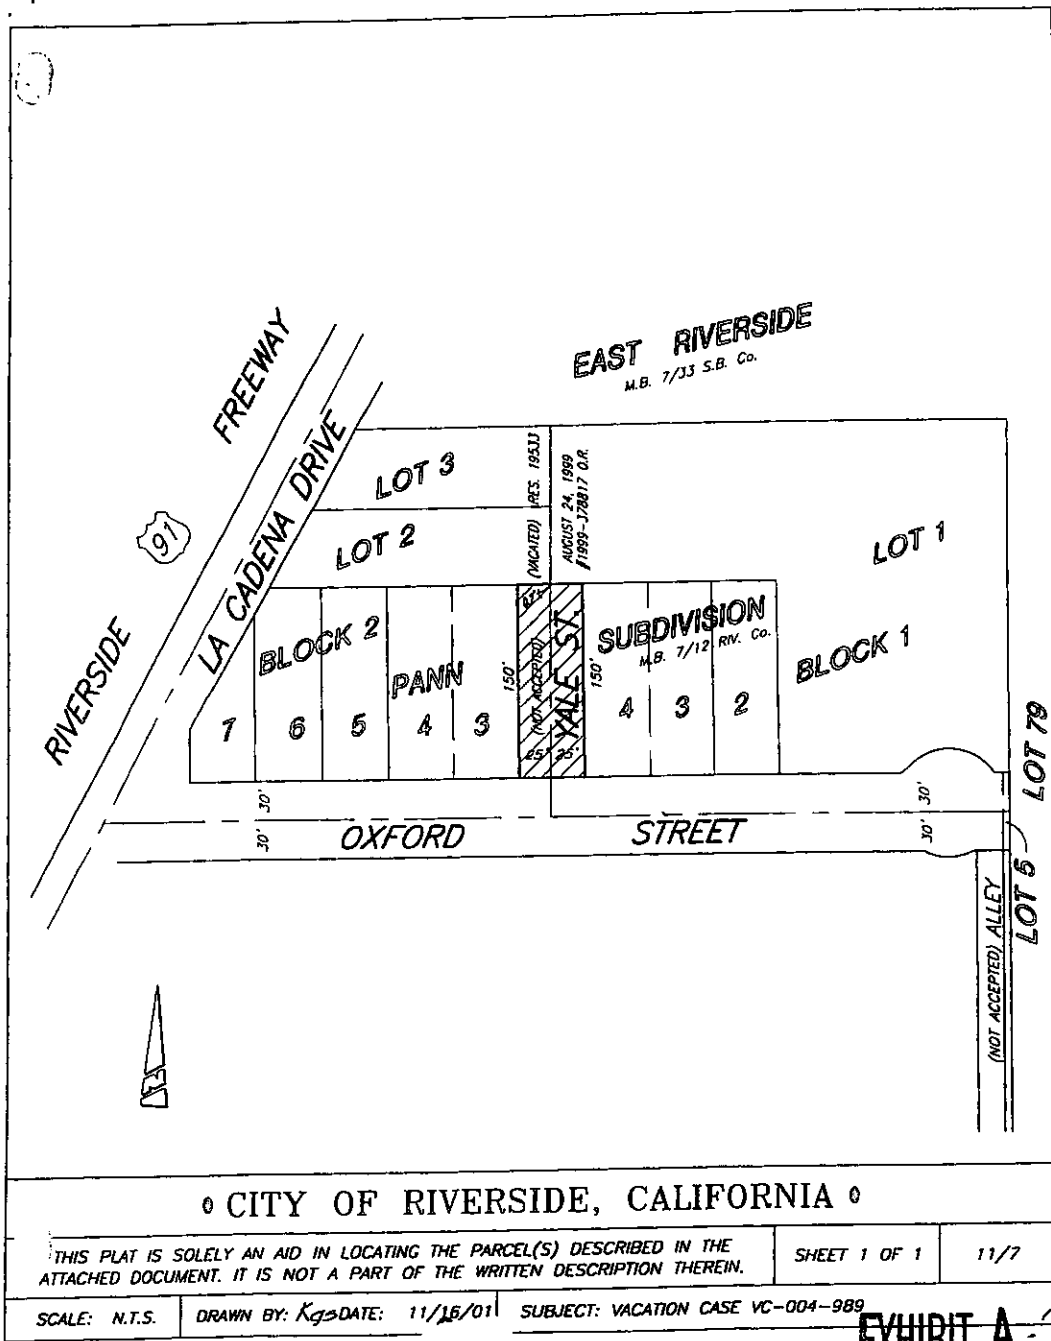 EAST RIVERSIDE
M.B. 7/33 S.B. Co.
FREEWAY
RIVERSIDE
91
LA CADENA DRIVE
LOT 3
LOT 2
(VACATED) RES. 19533
AUGUST 24, 1999
#1999-378817 O.R.
LOT 1
BLOCK 1
BLOCK 2
PANN
SUBDIVISION
M.B. 7/12 RIV. Co.
7
6
5
4
3
150'
(NOT ACCEPTED)
YALE ST.
25'
25'
150'
4
3
2
30'
30'
OXFORD STREET
30'
30'
LOT 79
LOT 5
(NOT ACCEPTED) ALLEY
CITY OF RIVERSIDE, CALIFORNIA
THIS PLAT IS SOLELY AN AID IN LOCATING THE PARCEL(S) DESCRIBED IN THE
ATTACHED DOCUMENT. IT IS NOT A PART OF THE WRITTEN DESCRIPTION THEREIN.
SHEET 1 OF 1
11/7
SCALE: N.T.S.
DRAWN BY: Kgs DATE: 11/16/01
SUBJECT: VACATION CASE VC-004-989
EXHIBIT A